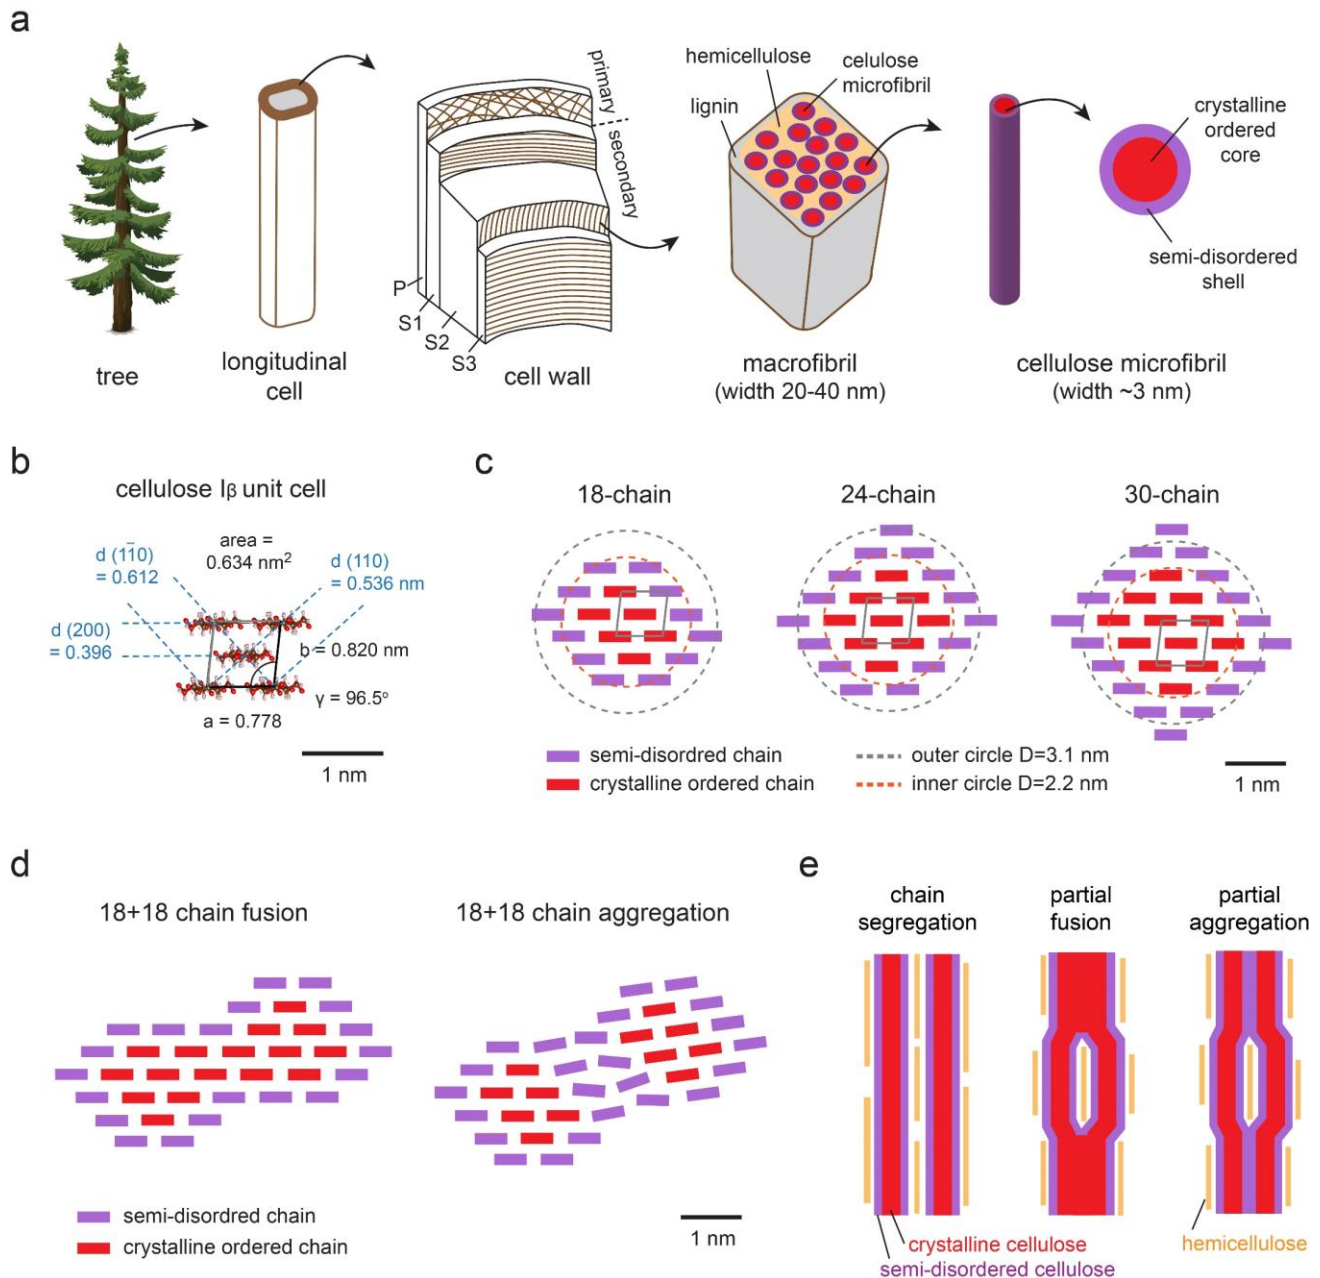 a
tree
longitudinal
cell
primary
secondary
P
S1
S2
S3
cell wall
hemicellulose
celulose
microfibril
lignin
macrofibril
(width 20-40 nm)
crystalline
ordered
core
semi-disordered
shell
cellulose microfibril
(width ~3 nm)
b
cellulose Iβ unit cell
d (11̅0)
= 0.612
area =
0.634 nm²
d (110)
= 0.536 nm
d (200)
= 0.396
b = 0.820 nm
γ = 96.5°
a = 0.778
1 nm
c
18-chain
24-chain
30-chain
semi-disordred chain
crystalline ordered chain
outer circle D=3.1 nm
inner circle D=2.2 nm
1 nm
d
18+18 chain fusion
18+18 chain aggregation
semi-disordred chain
crystalline ordered chain
1 nm
e
chain
segregation
partial
fusion
partial
aggregation
crystalline cellulose
semi-disordered cellulose
hemicellulose